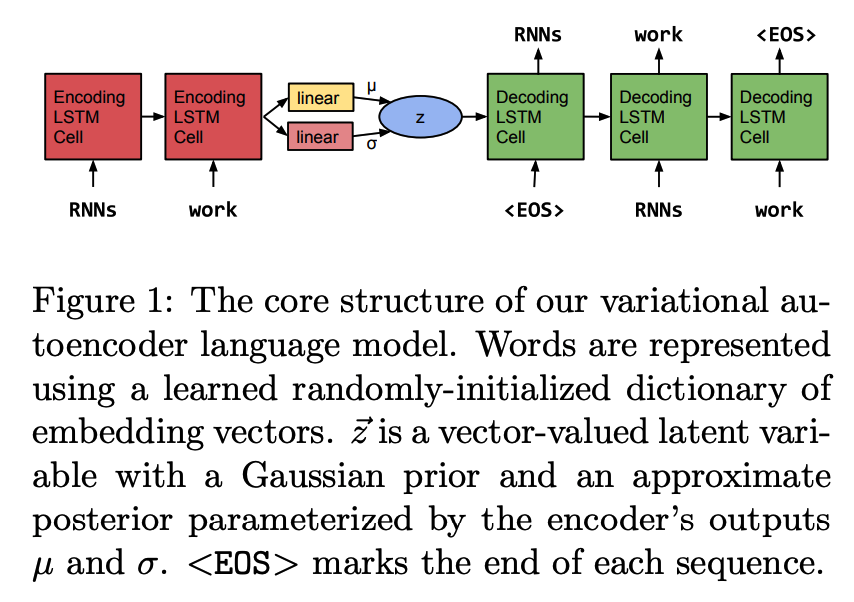 RNNs work <EOS>
Encoding LSTM Cell
Encoding LSTM Cell
linear
μ
linear
σ
z
Decoding LSTM Cell
Decoding LSTM Cell
Decoding LSTM Cell
RNNs work <EOS> RNNs work
Figure 1: The core structure of our variational au-
toencoder language model. Words are represented
using a learned randomly-initialized dictionary of
embedding vectors. z⃗ is a vector-valued latent vari-
able with a Gaussian prior and an approximate
posterior parameterized by the encoder’s outputs
μ and σ. <EOS> marks the end of each sequence.